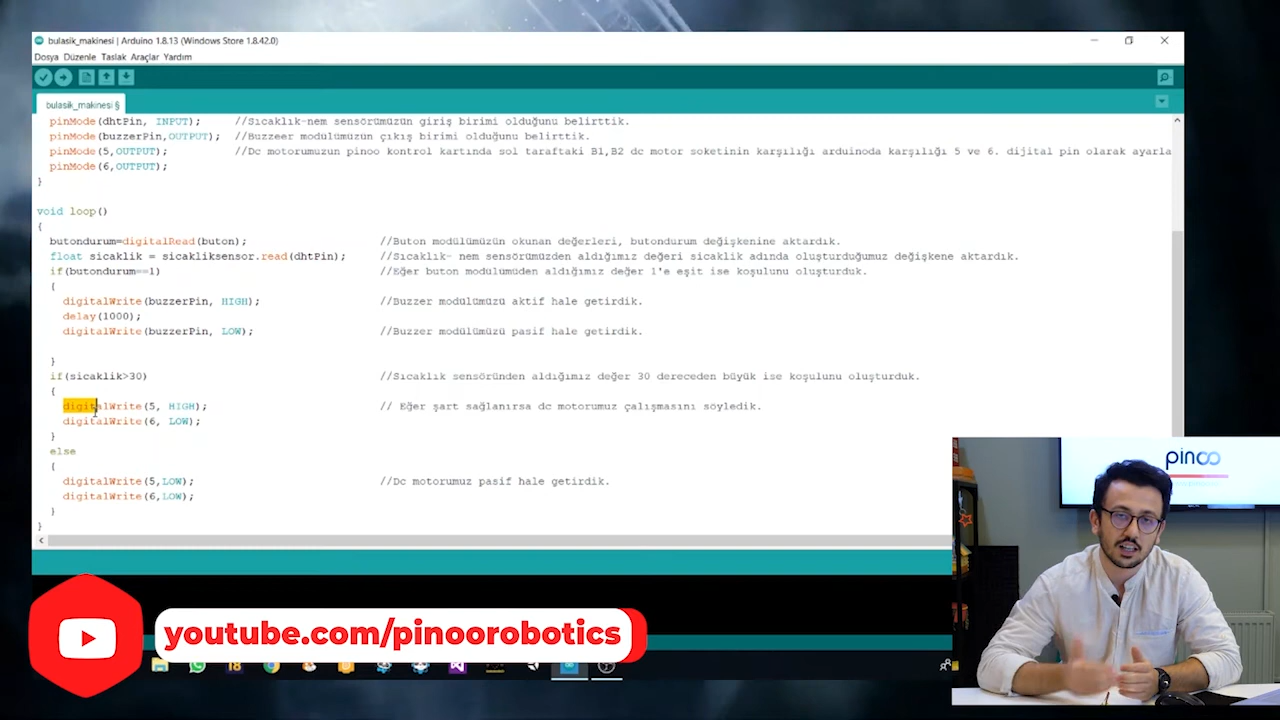 bulasik_makinesi | Arduino 1.8.13 (Windows Store 1.8.42.0)
Dosya Düzenle Taslak Araçlar Yardım
bulasik_makinesi §
pinMode(dhtPin, INPUT); //Sıcaklık-nem sensörümüzün giriş birimi olduğunu belirttik.
pinMode(buzzerPin,OUTPUT); //Buzzeer modülümüzün çıkış birimi olduğunu belirttik.
pinMode(5,OUTPUT); //Dc motorumuzun pinoo kontrol kartında sol taraftaki B1,B2 dc motor soketinin karşılığı arduinoda karşılığı 5 ve 6. dijital pin olarak ayarla
pinMode(6,OUTPUT);
}
void loop()
{
butondurum=digitalRead(buton); //Buton modülümüzün okunan değerleri, butondurum değişkenine aktardık.
float sicaklik = sicakliksensor.read(dhtPin); //Sıcaklık- nem sensörümüzden aldığımız değeri sicaklik adında oluşturduğumuz değişkene aktardık.
if(butondurum==1) //Eğer buton modülümüden aldığımız değer 1'e eşit ise koşulunu oluşturduk.
{
digitalWrite(buzzerPin, HIGH); //Buzzer modülümüzü aktif hale getirdik.
delay(1000);
digitalWrite(buzzerPin, LOW); //Buzzer modülümüzü pasif hale getirdik.
}
if(sicaklik>30) //Sıcaklık sensöründen aldığımız değer 30 dereceden büyük ise koşulunu oluşturduk.
{
digitalWrite(5, HIGH); // Eğer şart sağlanırsa dc motorumuz çalışmasını söyledik.
digitalWrite(6, LOW);
}
else
{
digitalWrite(5,LOW); //Dc motorumuz pasif hale getirdik.
digitalWrite(6,LOW);
}
}
pinoo
youtube.com/pinoorobotics